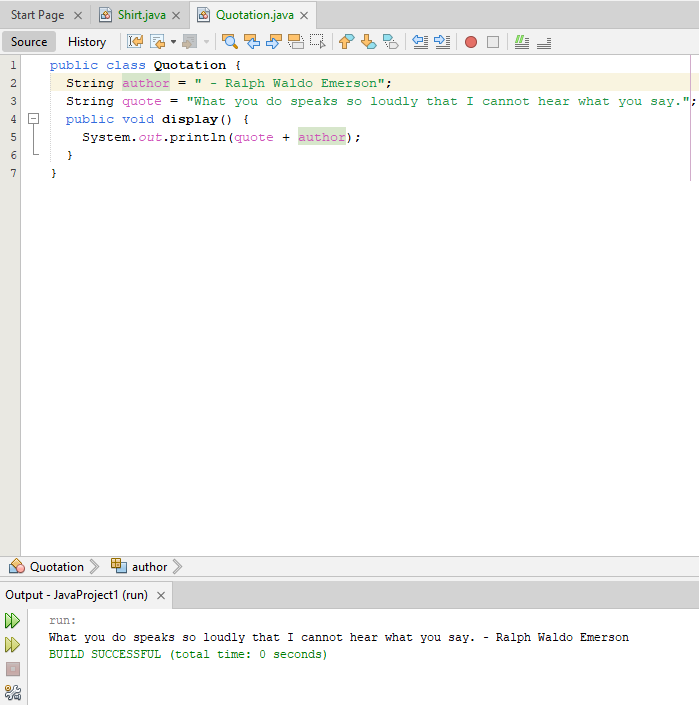 Start Page Shirt.java Quotation.java
Source History
1 public class Quotation {
2 String author = " - Ralph Waldo Emerson";
3 String quote = "What you do speaks so loudly that I cannot hear what you say.";
4 public void display() {
5 System.out.println(quote + author);
6 }
7 }
Quotation author
Output - JavaProject1 (run)
run:
What you do speaks so loudly that I cannot hear what you say. - Ralph Waldo Emerson
BUILD SUCCESSFUL (total time: 0 seconds)